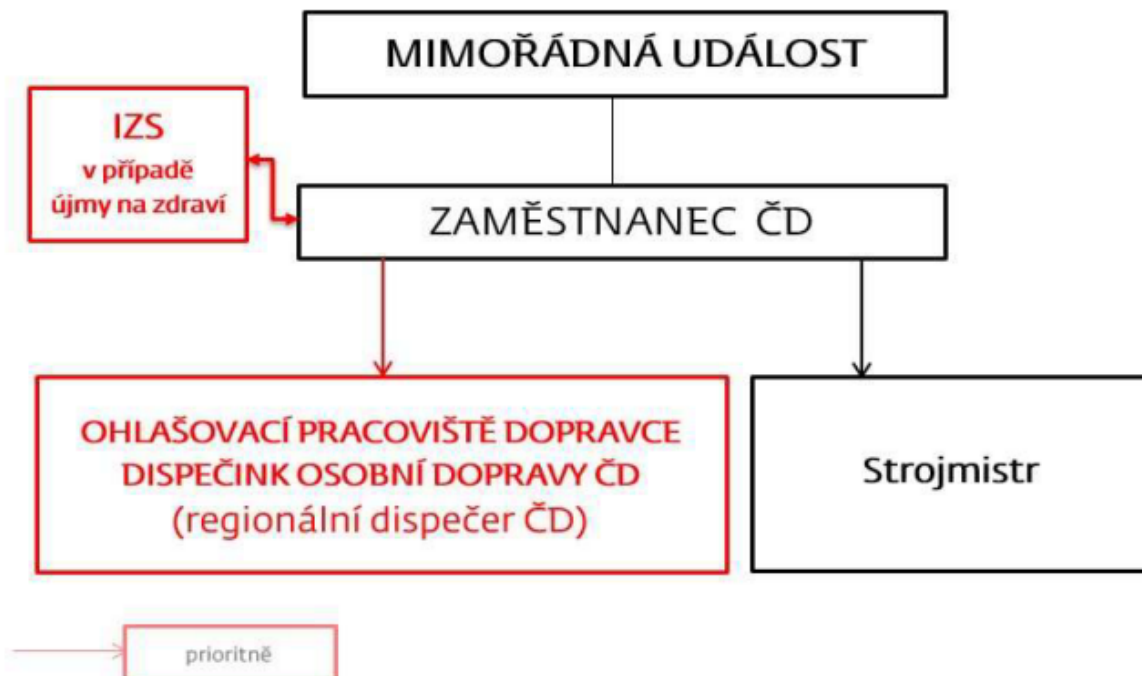 MIMOŘÁDNÁ UDÁLOST
IZS
v případě
újmy na zdraví
ZAMĚSTNANEC ČD
OHLAŠOVACÍ PRACOVIŠTĚ DOPRAVCE
DISPEČINK OSOBNÍ DOPRAVY ČD
(regionální dispečer ČD)
Strojmistr
prioritně